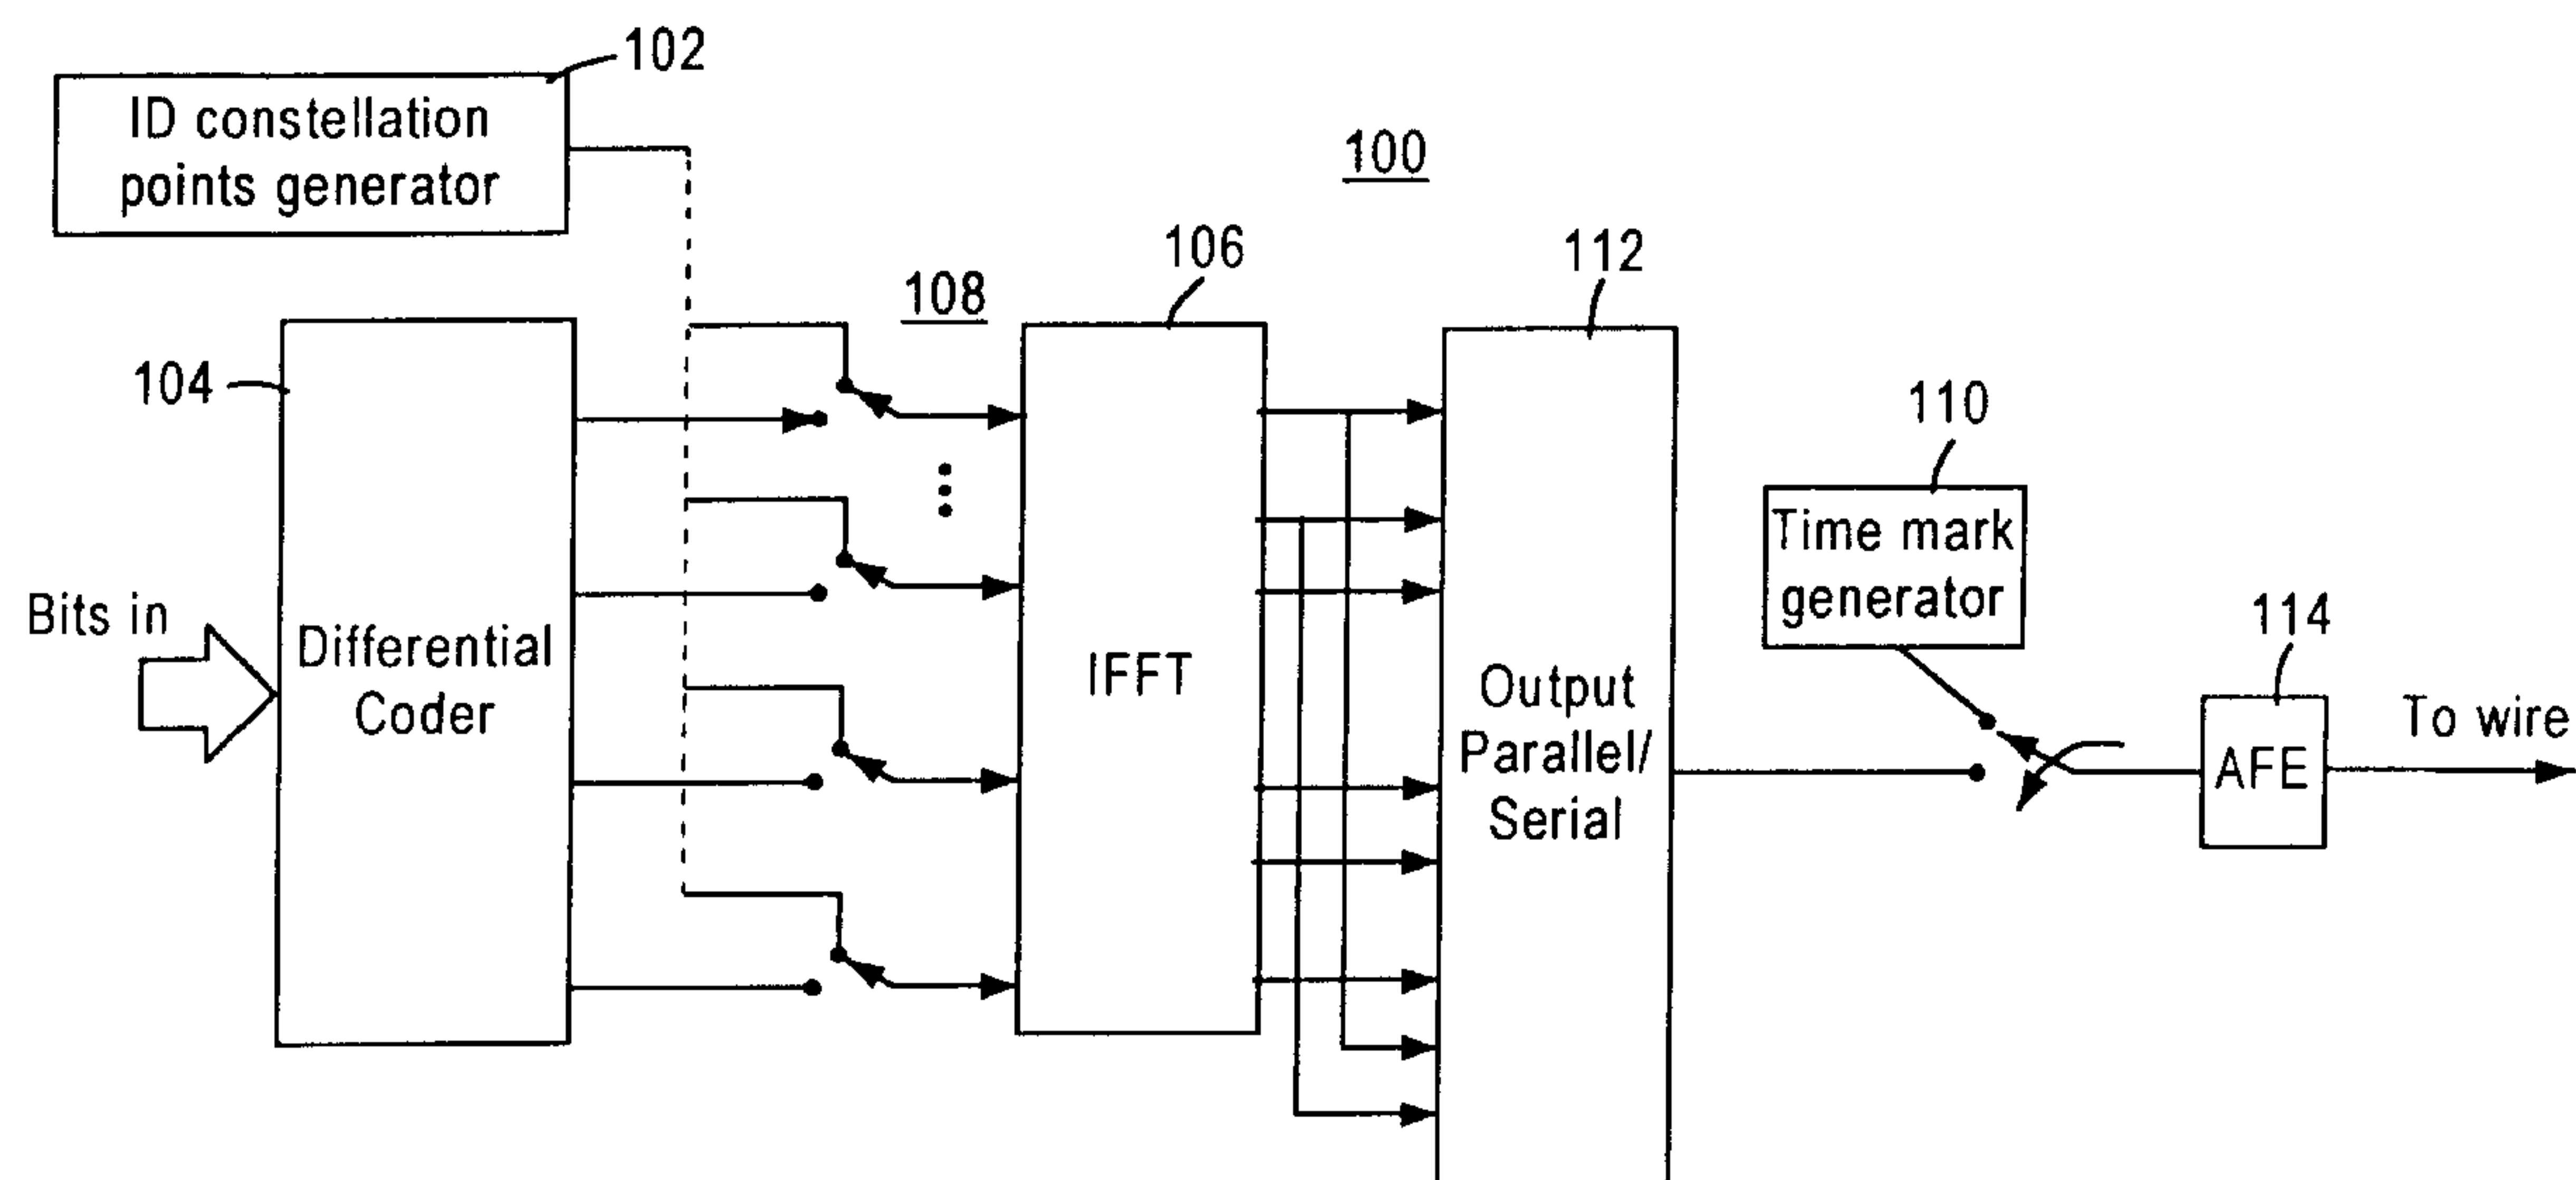 102
ID constellation
points generator
100
106
112
108
104
110
Time mark
generator
Bits in
114
Differential
Coder
IFFT
Output
Parallel/
Serial
To wire
AFE